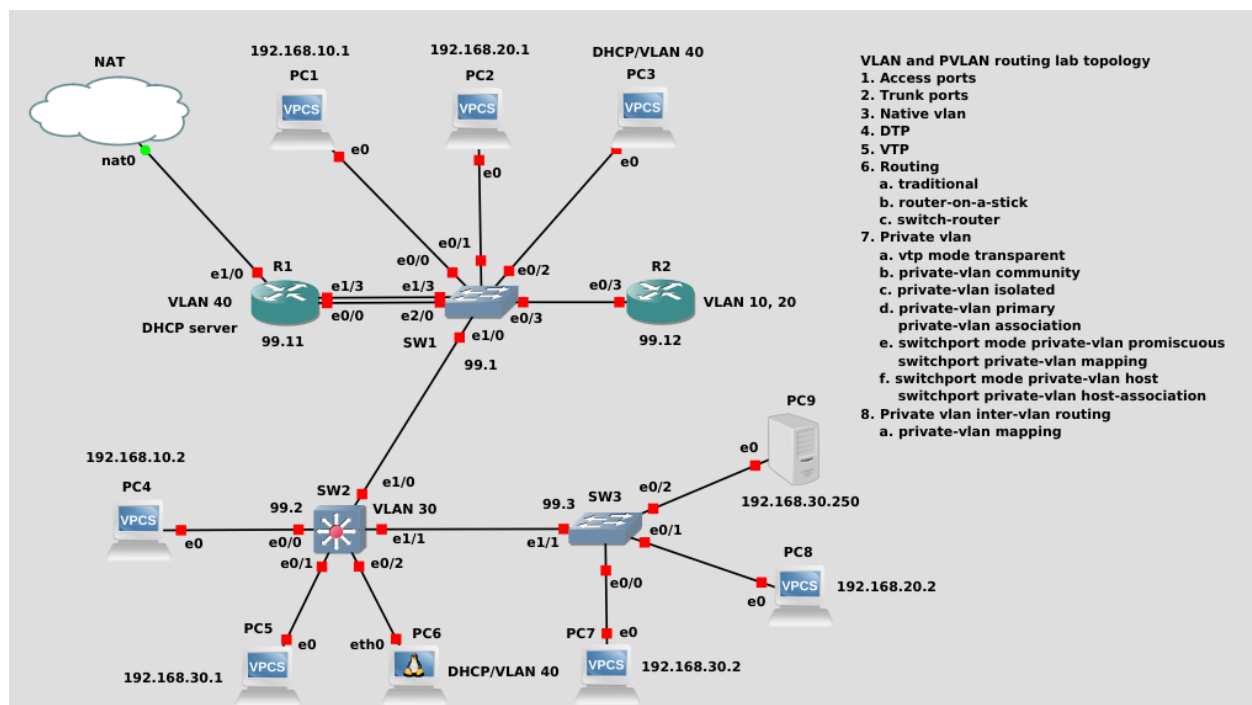 192.168.10.1
192.168.20.1
DHCP/VLAN 40
NAT
PC1
PC2
PC3
VPCS
VPCS
VPCS
nat0
e0
e0
e0
e0/1
e0/0
e0/2
e1/0
R1
e1/3
e1/3
e0/3
R2
VLAN 40
VLAN 10, 20
e0/0
e2/0
e0/3
DHCP server
SW1
e1/0
99.11
99.12
99.1
VLAN and PVLAN routing lab topology
1. Access ports
2. Trunk ports
3. Native vlan
4. DTP
5. VTP
6. Routing
a. traditional
b. router-on-a-stick
c. switch-router
7. Private vlan
a. vtp mode transparent
b. private-vlan community
c. private-vlan isolated
d. private-vlan primary
private-vlan association
e. switchport mode private-vlan promiscuous
switchport private-vlan mapping
f. switchport mode private-vlan host
switchport private-vlan host-association
8. Private vlan inter-vlan routing
a. private-vlan mapping
PC9
e0
192.168.30.250
192.168.10.2
PC4
VPCS
e0
SW2
e1/0
99.2
VLAN 30
e0/0
e1/1
e0/1
e0/2
SW3
99.3
e0/2
e0/1
e1/1
e0/0
PC8
VPCS
192.168.20.2
e0
PC5
e0
VPCS
192.168.30.1
eth0
PC6
DHCP/VLAN 40
PC7
e0
VPCS
192.168.30.2